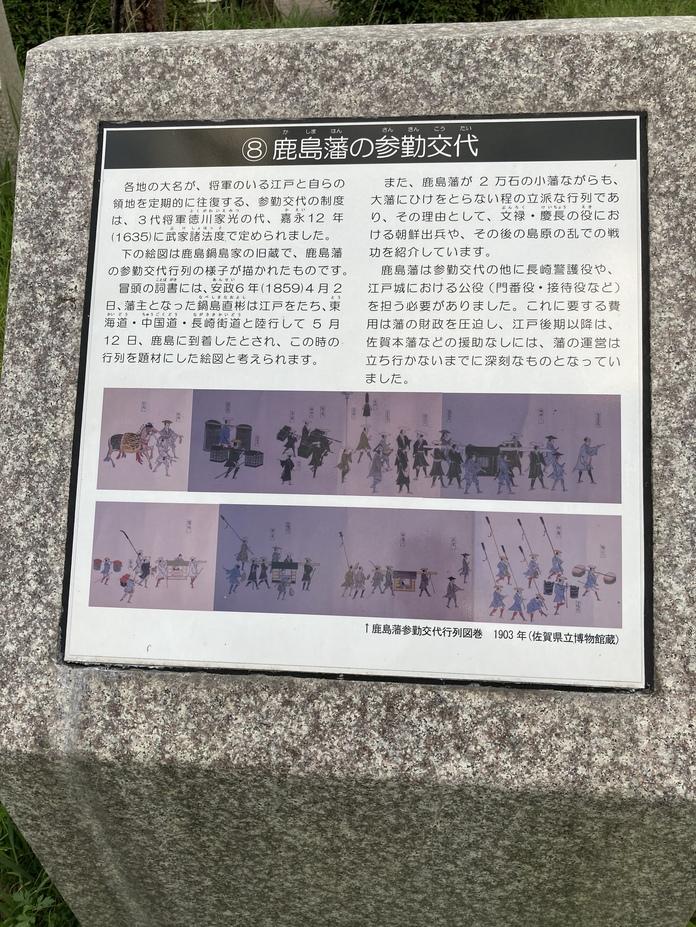 ⑧鹿島藩の参勤交代
各地の大名が、将軍のいる江戸と自らの
領地を定期的に往復する、参勤交代の制度
は、3代将軍徳川家光の代、嘉永12年
(1635)に武家諸法度で定められました。
下の絵図は鹿島鍋島家の旧蔵で、鹿島藩
の参勤交代行列の様子が描かれたものです。
冒頭の詞書には、安政6年(1859)4月2
日、藩主となった鍋島直彬は江戸をたち、東
海道・中国道・長崎街道と陸行して5月
12日、鹿島に到着したとされ、この時の
行列を題材にした絵図と考えられます。
また、鹿島藩が2万石の小藩ながらも、
大藩にひけをとらない程の立派な行列であ
り、その理由として、文禄・慶長の役にお
ける朝鮮出兵や、その後の島原の乱での戦
功を紹介しています。
鹿島藩は参勤交代の他に長崎警護役や、
江戸城における公役(門番役・接待役など)
を担う必要がありました。これに要する費
用は藩の財政を圧迫し、江戸後期以降は、
佐賀本藩などの援助なしには、藩の運営は
立ち行かないまでに深刻なものとなってい
ました。
↑鹿島藩参勤交代行列図巻 1903年(佐賀県立博物館蔵)